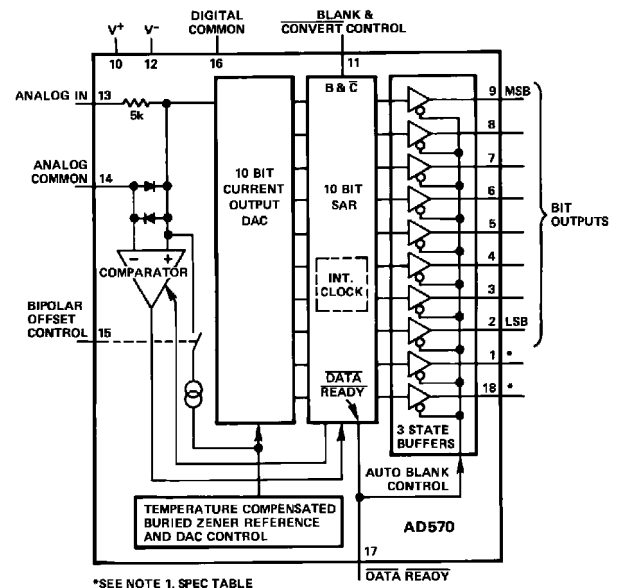 V+
V-
DIGITAL
COMMON
BLANK &
CONVERT CONTROL
10
12
16
11
ANALOG IN
13
5k
B & C
9 MSB
8
ANALOG
COMMON
14
10 BIT
CURRENT
OUTPUT
DAC
10 BIT
SAR
7
6
5
BIT
OUTPUTS
-
+
COMPARATOR
INT.
CLOCK
4
3
BIPOLAR
OFFSET
CONTROL
15
2 LSB
1 *
DATA
READY
18 *
3 STATE
BUFFERS
AUTO BLANK
CONTROL
TEMPERATURE COMPENSATED
BURIED ZENER REFERENCE
AND DAC CONTROL
AD570
17
*SEE NOTE 1, SPEC TABLE
DATA READY